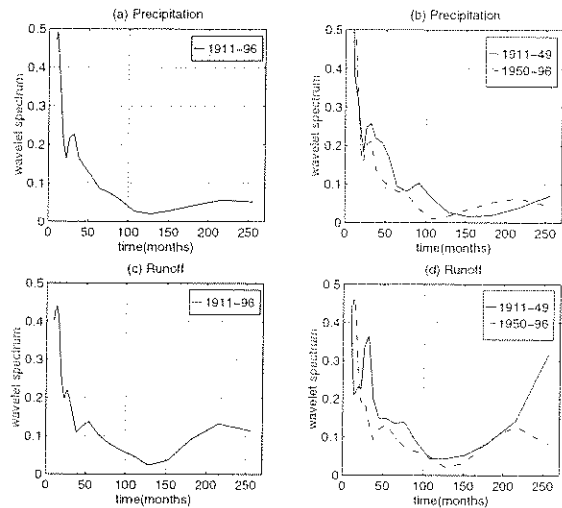 (a) Precipitation
0.5
0.4
0.3
0.2
0.1
0
wavelet spectrum
1911-96
0 50 100 150 200 250
time(months)
(b) Precipitation
0.5
0.4
0.3
0.2
0.1
0
wavelet spectrum
1911-49
1950-96
0 50 100 150 200 250
time(months)
(c) Runoff
0.5
0.4
0.3
0.2
0.1
0
wavelet spectrum
1911-96
0 50 100 150 200 250
time(months)
(d) Runoff
0.5
0.4
0.3
0.2
0.1
0
wavelet spectrum
1911-49
1950-96
0 50 100 150 200 250
time(months)